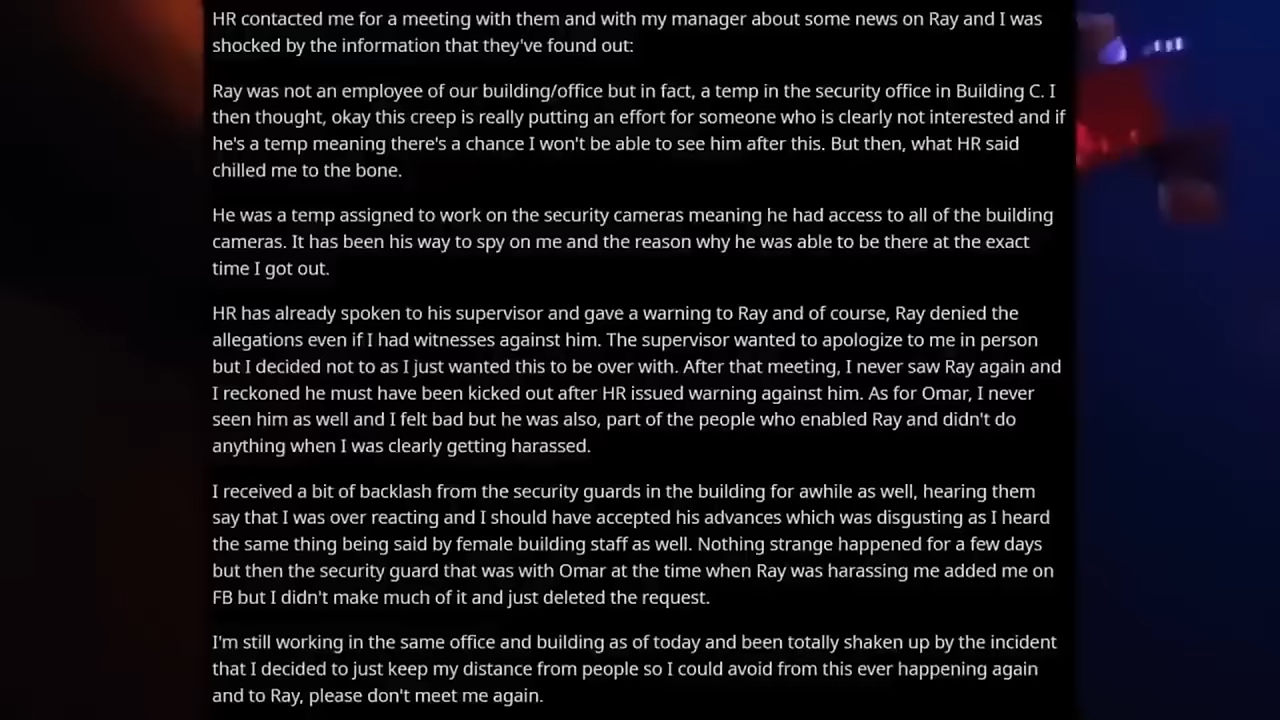 HR contacted me for a meeting with them and with my manager about some news on Ray and I was
shocked by the information that they've found out:
Ray was not an employee of our building/office but in fact, a temp in the security office in Building C. I
then thought, okay this creep is really putting an effort for someone who is clearly not interested and if
he's a temp meaning there's a chance I won't be able to see him after this. But then, what HR said
chilled me to the bone.
He was a temp assigned to work on the security cameras meaning he had access to all of the building
cameras. It has been his way to spy on me and the reason why he was able to be there at the exact
time I got out.
HR has already spoken to his supervisor and gave a warning to Ray and of course, Ray denied the
allegations even if I had witnesses against him. The supervisor wanted to apologize to me in person
but I decided not to as I just wanted this to be over with. After that meeting, I never saw Ray again and
I reckoned he must have been kicked out after HR issued warning against him. As for Omar, I never
seen him as well and I felt bad but he was also, part of the people who enabled Ray and didn't do
anything when I was clearly getting harassed.
I received a bit of backlash from the security guards in the building for awhile as well, hearing them
say that I was over reacting and I should have accepted his advances which was disgusting as I heard
the same thing being said by female building staff as well. Nothing strange happened for a few days
but then the security guard that was with Omar at the time when Ray was harassing me added me on
FB but I didn't make much of it and just deleted the request.
I'm still working in the same office and building as of today and been totally shaken up by the incident
that I decided to just keep my distance from people so I could avoid from this ever happening again
and to Ray, please don't meet me again.